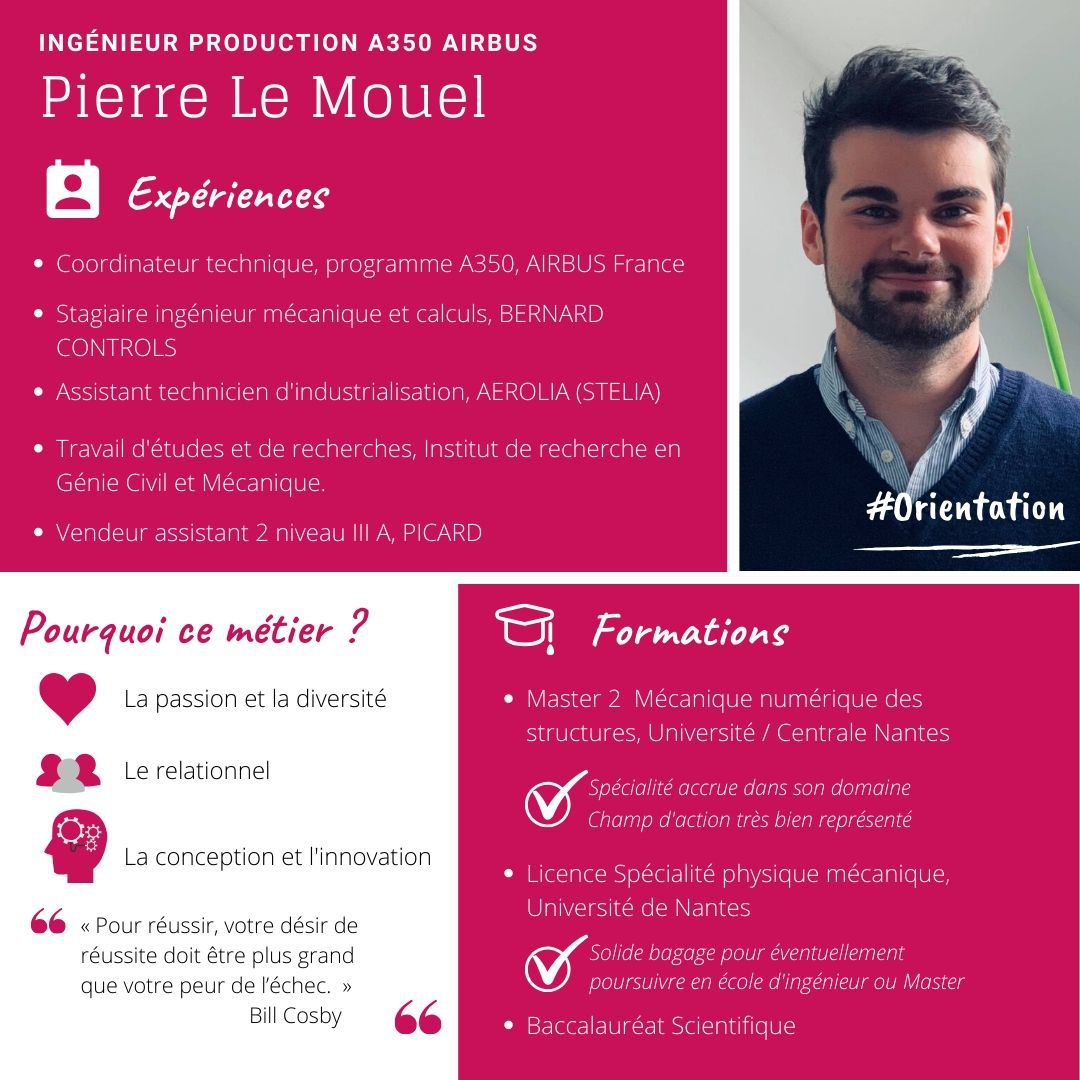 INGÉNIEUR PRODUCTION A350 AIRBUS
Pierre Le Mouel
Expériences
• Coordinateur technique, programme A350, AIRBUS France
• Stagiaire ingénieur mécanique et calculs, BERNARD
CONTROLS
• Assistant technicien d'industrialisation, AEROLIA (STELIA)
• Travail d'études et de recherches, Institut de recherche en
Génie Civil et Mécanique.
• Vendeur assistant 2 niveau III A, PICARD
#Orientation
Pourquoi ce métier ?
La passion et la diversité
Le relationnel
La conception et l'innovation
« Pour réussir, votre désir de
réussite doit être plus grand
que votre peur de l’échec. »
Bill Cosby
Formations
• Master 2 Mécanique numérique des
structures, Université / Centrale Nantes
Spécialité accrue dans son domaine
Champ d'action très bien représenté
• Licence Spécialité physique mécanique,
Université de Nantes
Solide bagage pour éventuellement
poursuivre en école d'ingénieur ou Master
• Baccalauréat Scientifique